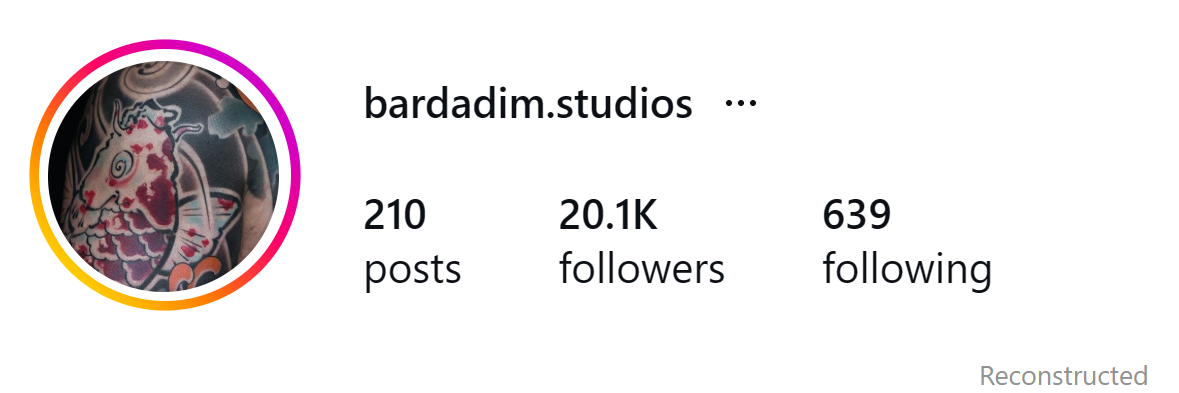 bardadim.studios ...
210 20.1K 639
posts followers following
Reconstructed